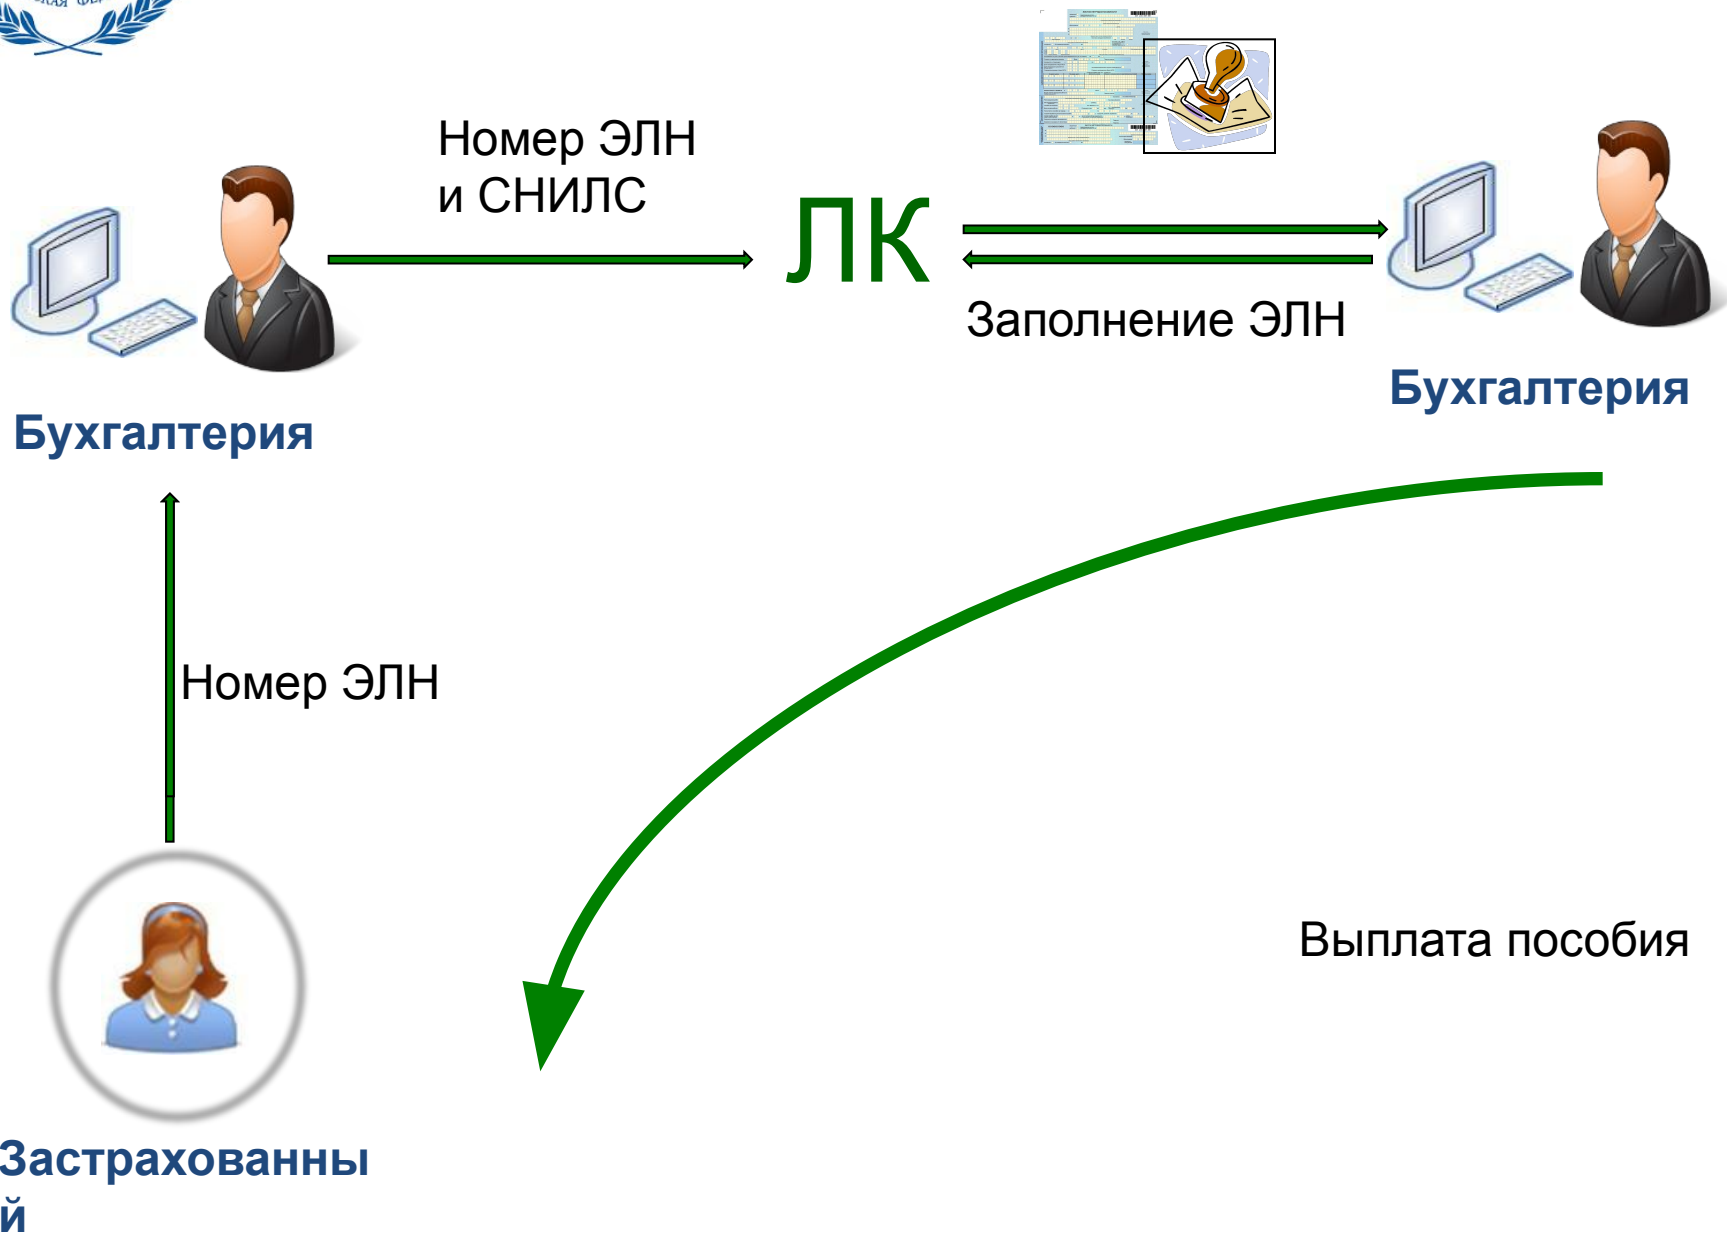 Номер ЭЛН
и СНИЛС
ЛК
Заполнение ЭЛН
Бухгалтерия
Бухгалтерия
Номер ЭЛН
Выплата пособия
Застрахованны
й